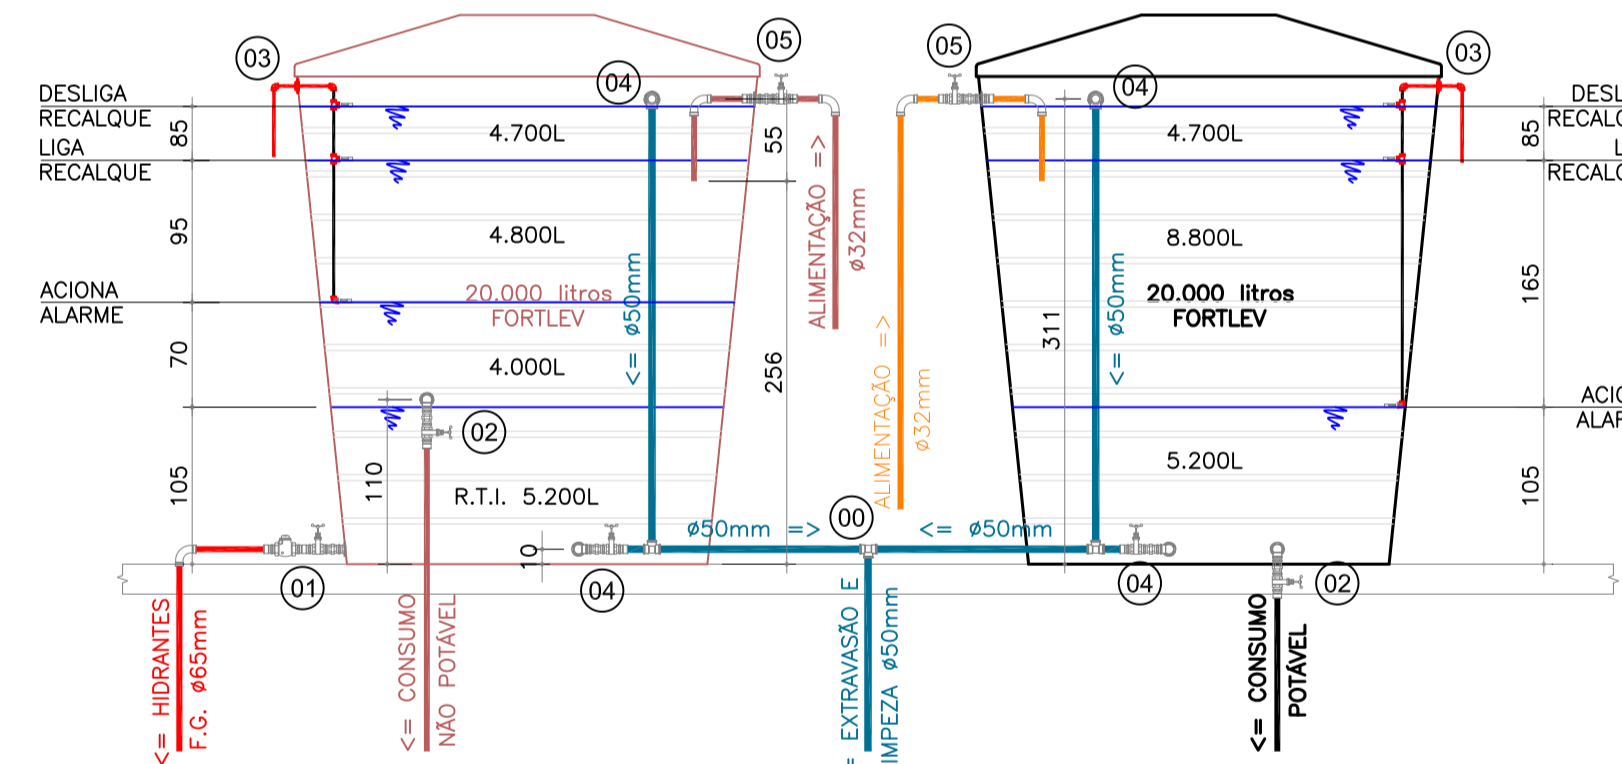 03
04
05
05
04
03
DESLIGA
RECALQUE
DESL
RECALQ
85
4.700L
55
4.700L
85
LIGA
RECALQUE
L
RECALQ
95
4.800L
ALIMENTAÇÃO =>
ø32mm
8.800L
<= ø50mm
<= ø50mm
ACIONA
ALARME
20.000 litros
FORTLEV
20.000 litros
FORTLEV
311
165
70
4.000L
256
ALIMENTAÇÃO =>
ø32mm
ACIO
ALAR
02
105
110
R.T.I. 5.200L
5.200L
105
10
ø50mm =>
00
<= ø50mm
01
04
04
02
<= HIDRANTES
F.G. ø65mm
<= CONSUMO
NÃO POTÁVEL
= EXTRAVASÃO E
IMPEZA ø50mm
<= CONSUMO
POTÁVEL